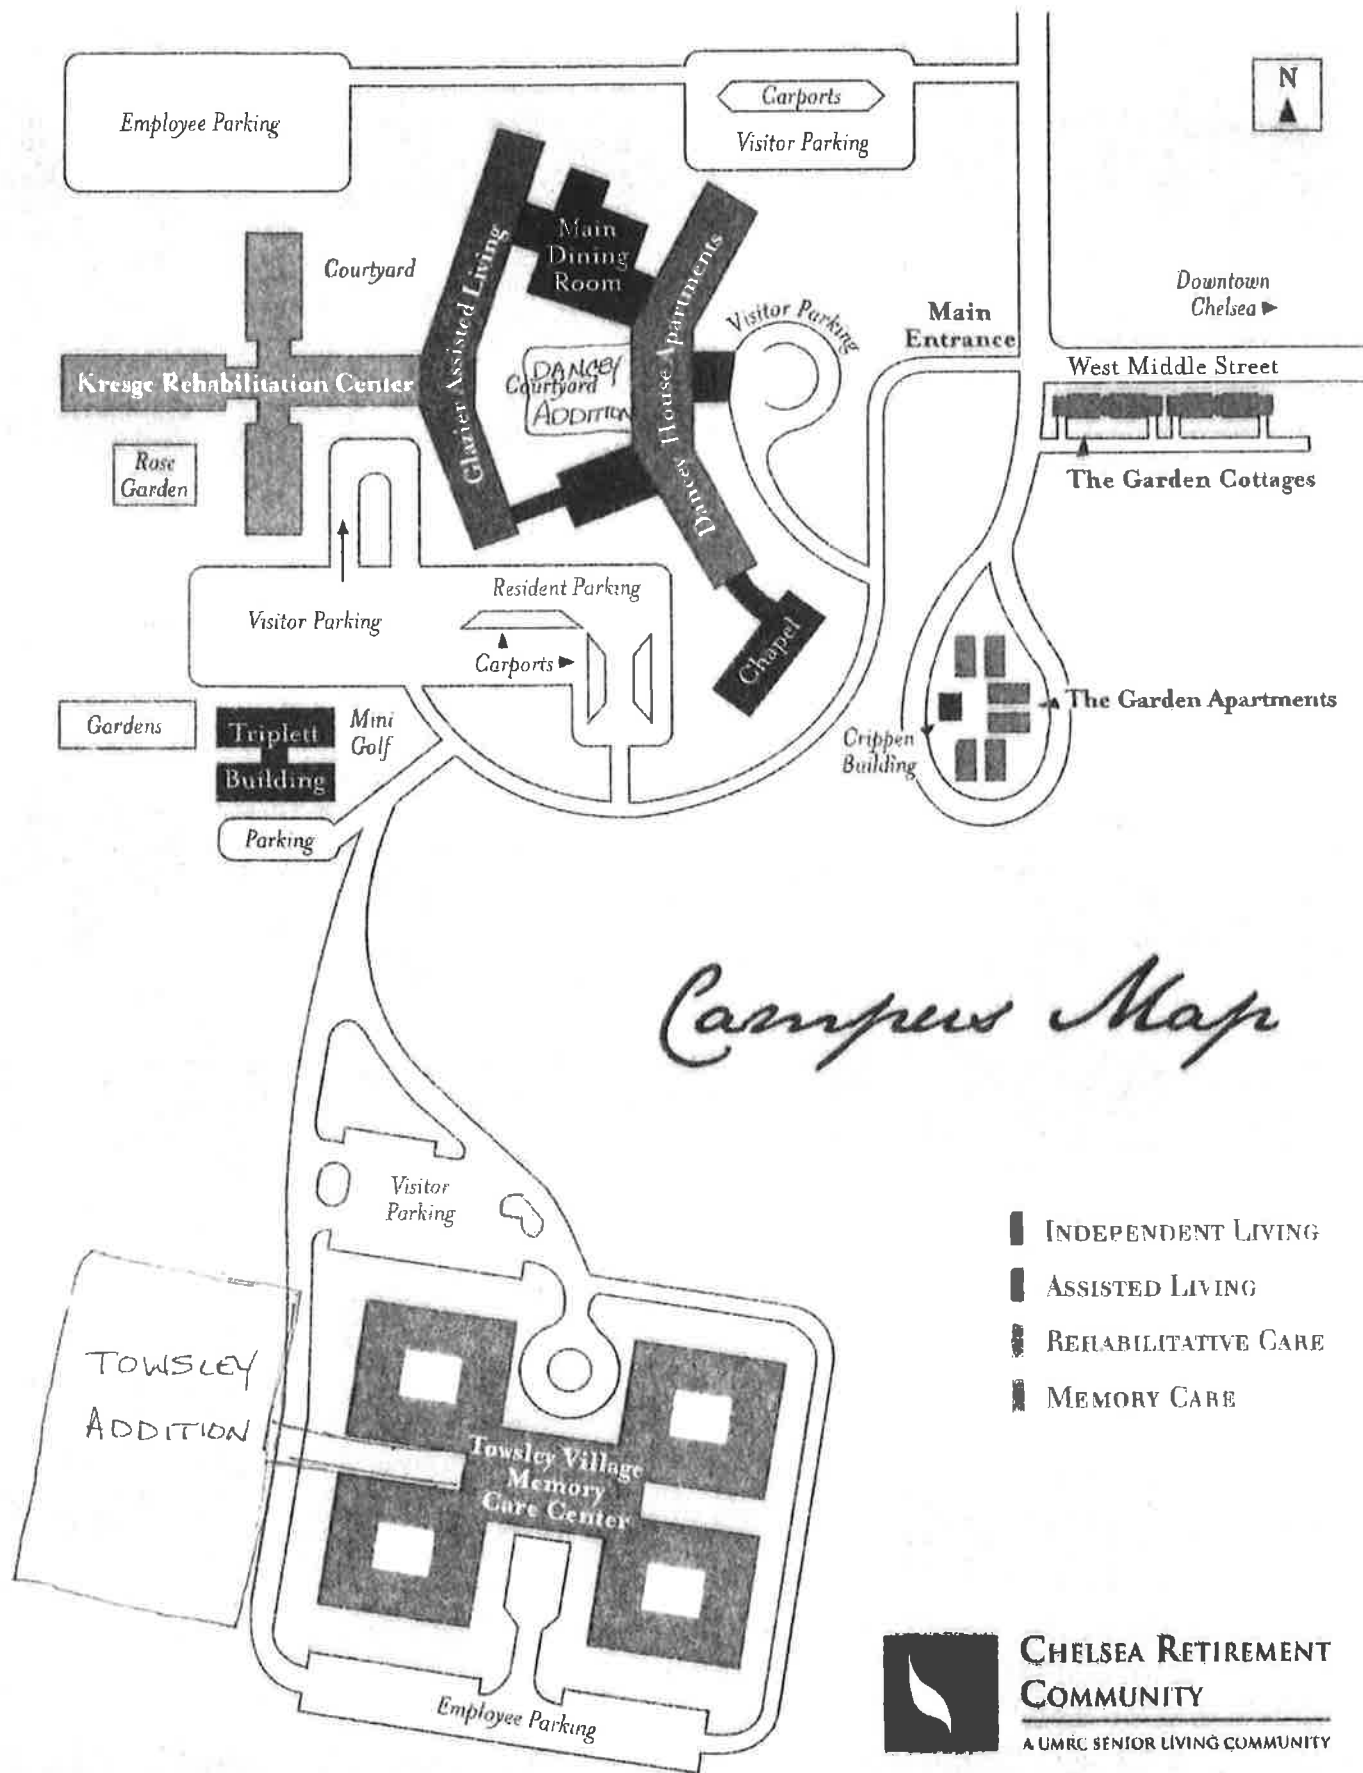 N
Carports
Employee Parking
Visitor Parking
Main
Dining
Room
Courtyard
Glazier Assisted Living
Dancey House Apartments
Visitor Parking
Downtown
Chelsea
Main
Entrance
West Middle Street
Kresge Rehabilitation Center
DANCEY
Courtyard
ADDITION
Rose
Garden
The Garden Cottages
Resident Parking
Visitor Parking
Carports
Chapel
The Garden Apartments
Gardens
Triplett
Building
Mini
Golf
Crippen
Building
Parking
Campus Map
Visitor
Parking
INDEPENDENT LIVING
ASSISTED LIVING
REHABILITATIVE CARE
MEMORY CARE
TOWSLEY
ADDITION
Towsley Village
Memory
Care Center
Employee Parking
CHELSEA RETIREMENT
COMMUNITY
A UMRC SENIOR LIVING COMMUNITY